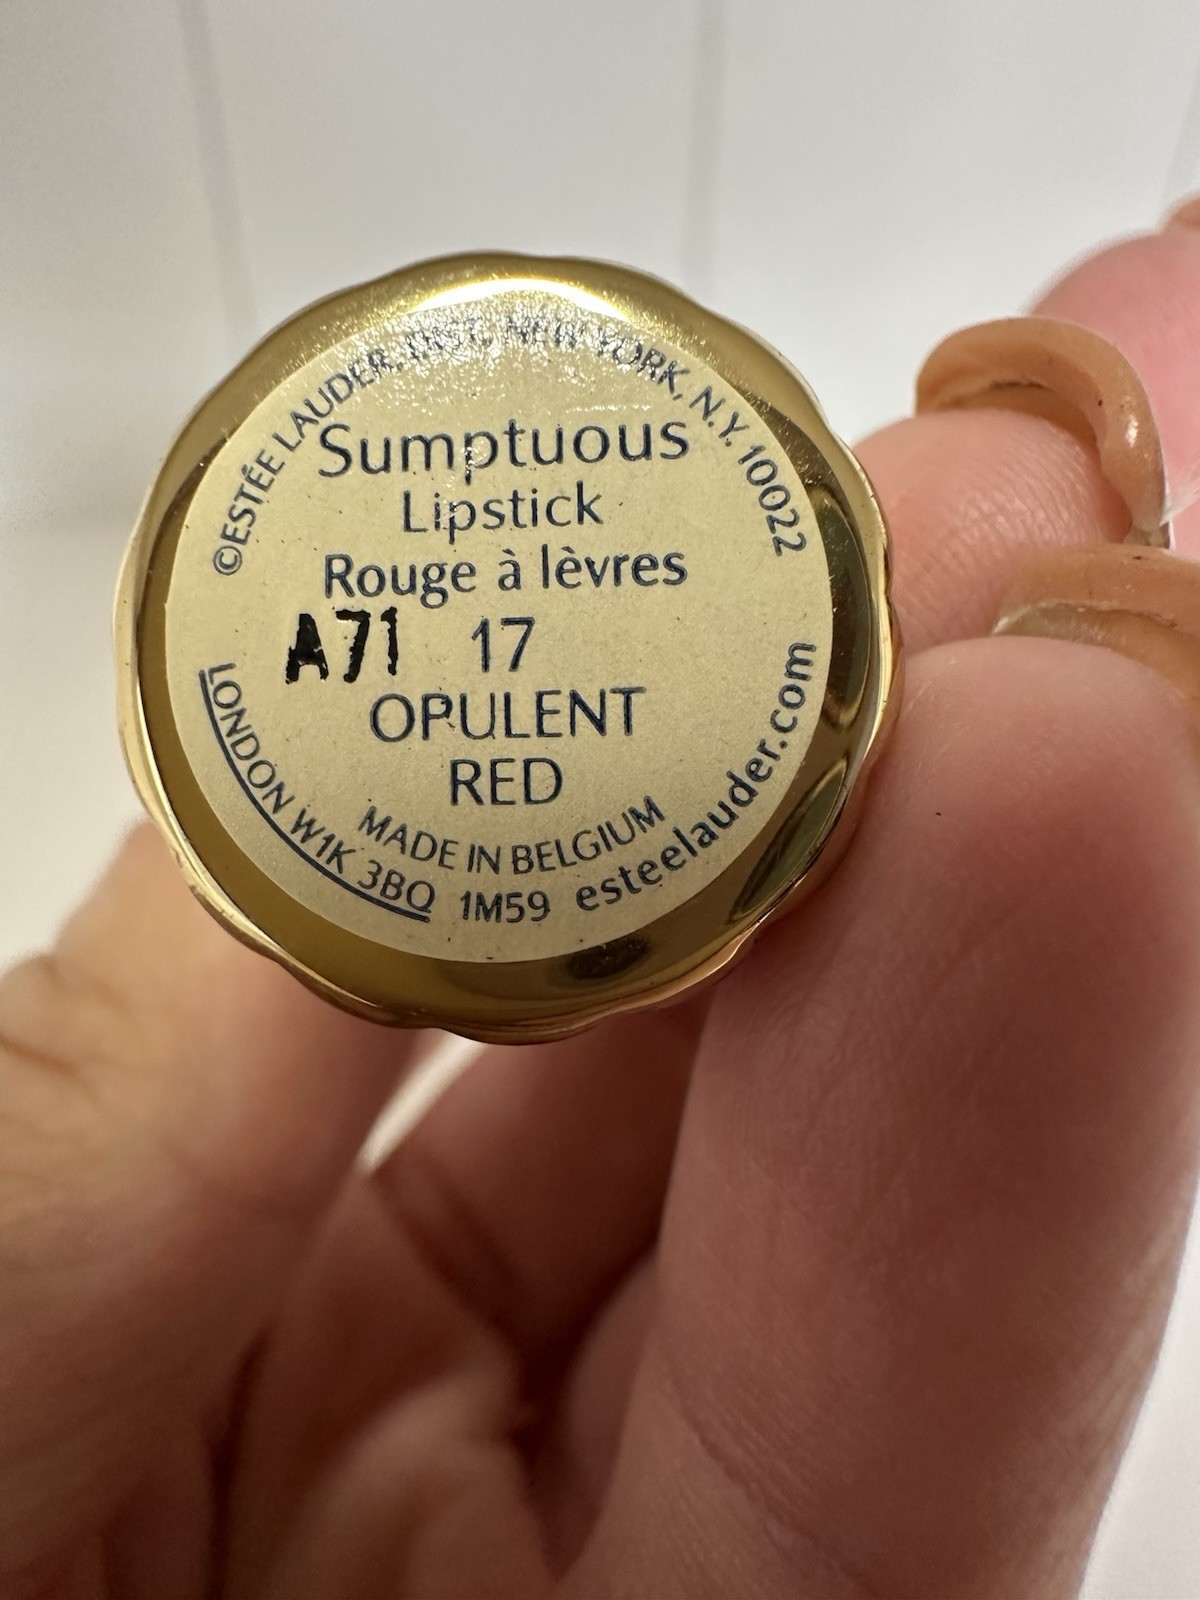 ©ESTÉE LAUDER, DIST. NEW YORK, N.Y. 10022
Sumptuous
Lipstick
Rouge à lèvres
A71 17
OPULENT
RED
MADE IN BELGIUM
LONDON W1K 3BQ 1M59 esteelauder.com